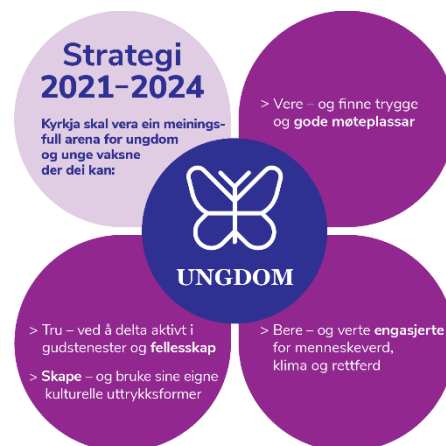 Strategi
2021–2024
Kyrkja skal vera ein meinings-
full arena for ungdom
og unge vaksne
der dei kan:
> Vere – og finne trygge
og gode møteplassar
UNGDOM
> Tru – ved å delta aktivt i
gudstenester og fellesskap
> Skape – og bruke sine eigne
kulturelle uttrykksformer
> Bere – og verte engasjerte
for menneskeverd,
klima og rettferd